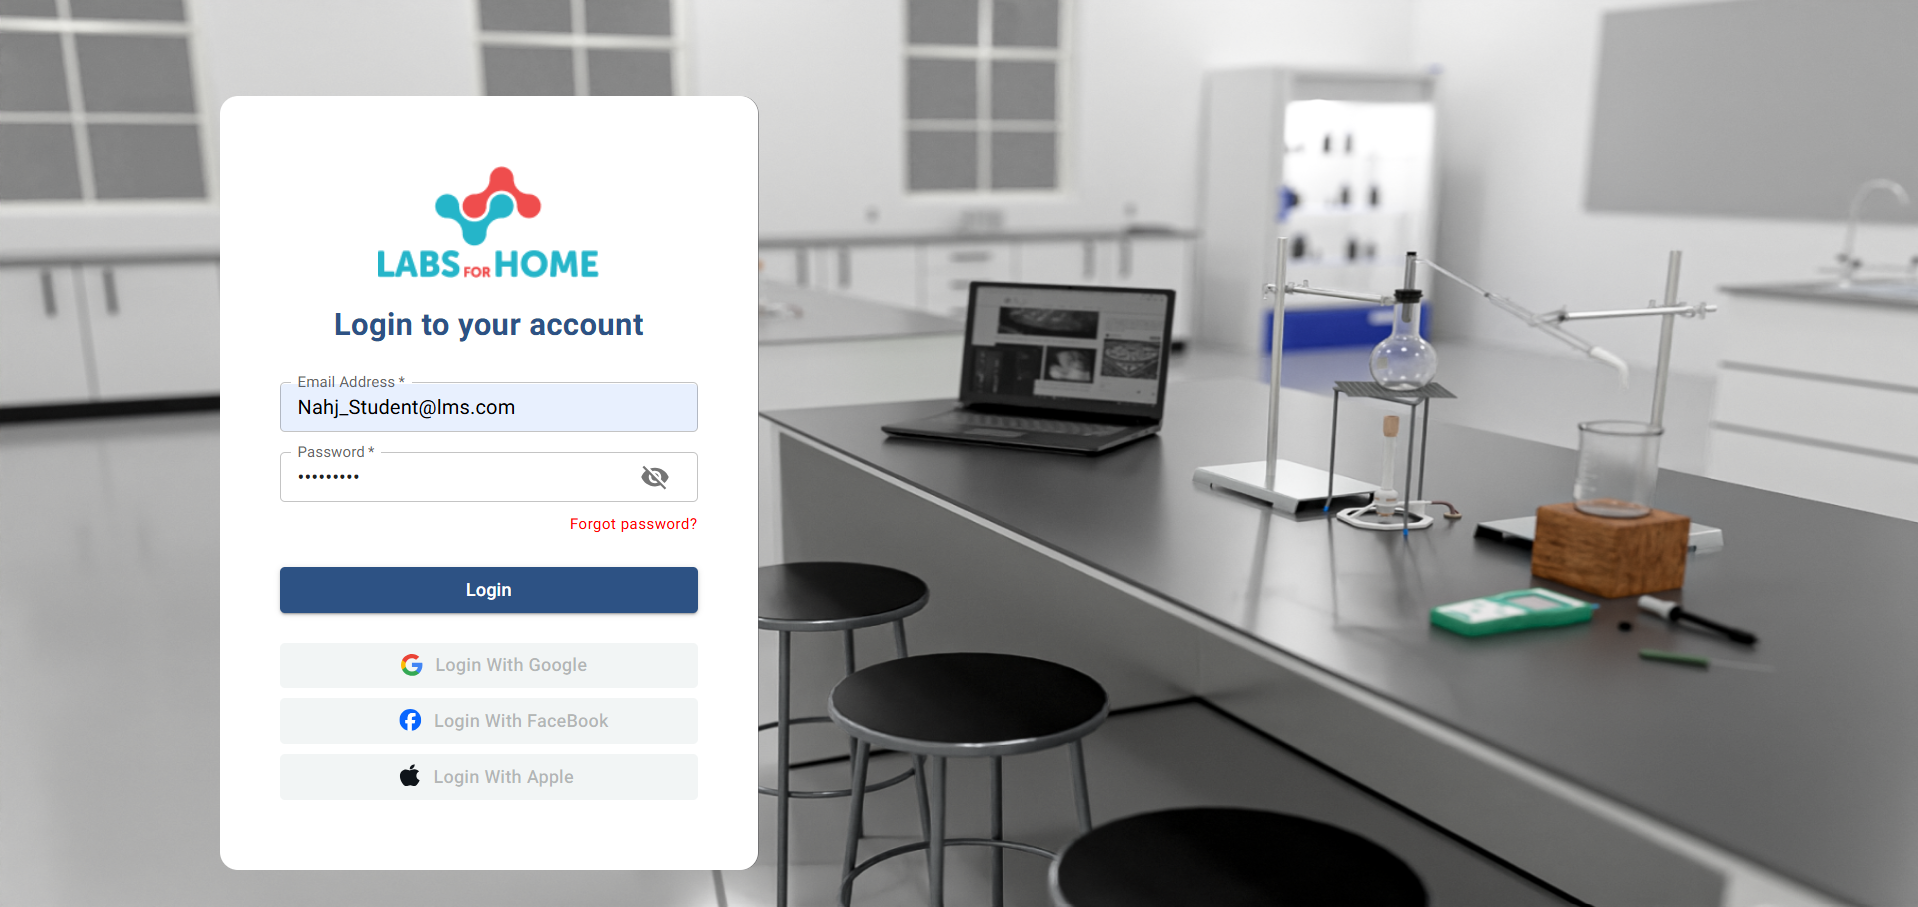 LABS FOR HOME
Login to your account
Email Address *
Nahj_Student@lms.com
Password *
•••••••••
Forgot password?
Login
Login With Google
Login With FaceBook
Login With Apple